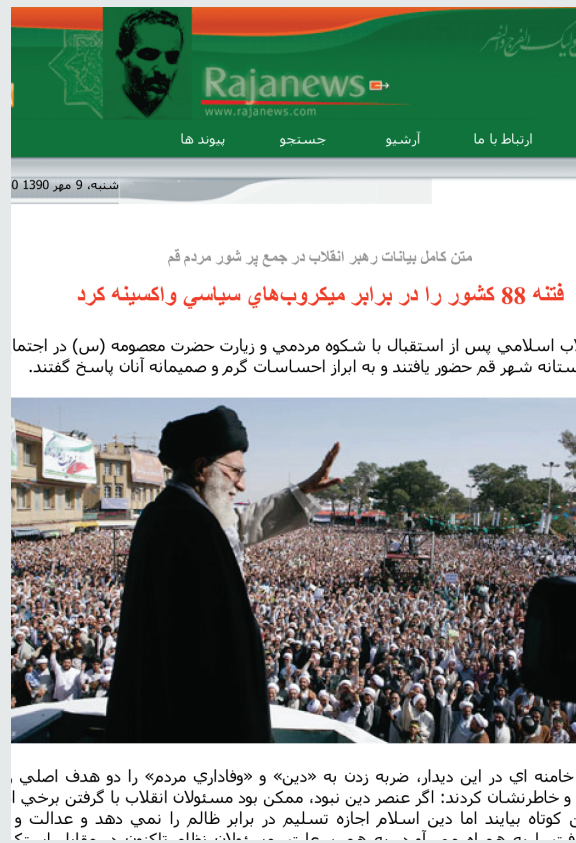 Rajanews
www.rajanews.com
ارتباط با ما آرشیو جستجو پیوند ها
شنبه، 9 مهر 1390
متن کامل بیانات رهبر انقلاب در جمع پر شور مردم قم
فتنه 88 کشور را در برابر ميکروب‌هاي سياسي واکسينه کرد
اسلامي پس از استقبال با شکوه مردمي و زيارت حضرت معصومه (س) در
شهر قم حضور يافتند و به ابراز احساسات گرم و صميمانه آنان پاسخ گفتند.
خامنه اي در اين ديدار، ضربه زدن به «دين» و «وفاداري مردم» را دو هدف اصلي
و خاطرنشان کردند: اگر عنصر دين نبود، ممکن بود مسئولان انقلاب با گرفتن برخي
کوتاه بيايند اما دين اسلام اجازه تسليم در برابر ظالم را نمي دهد و عدالت و